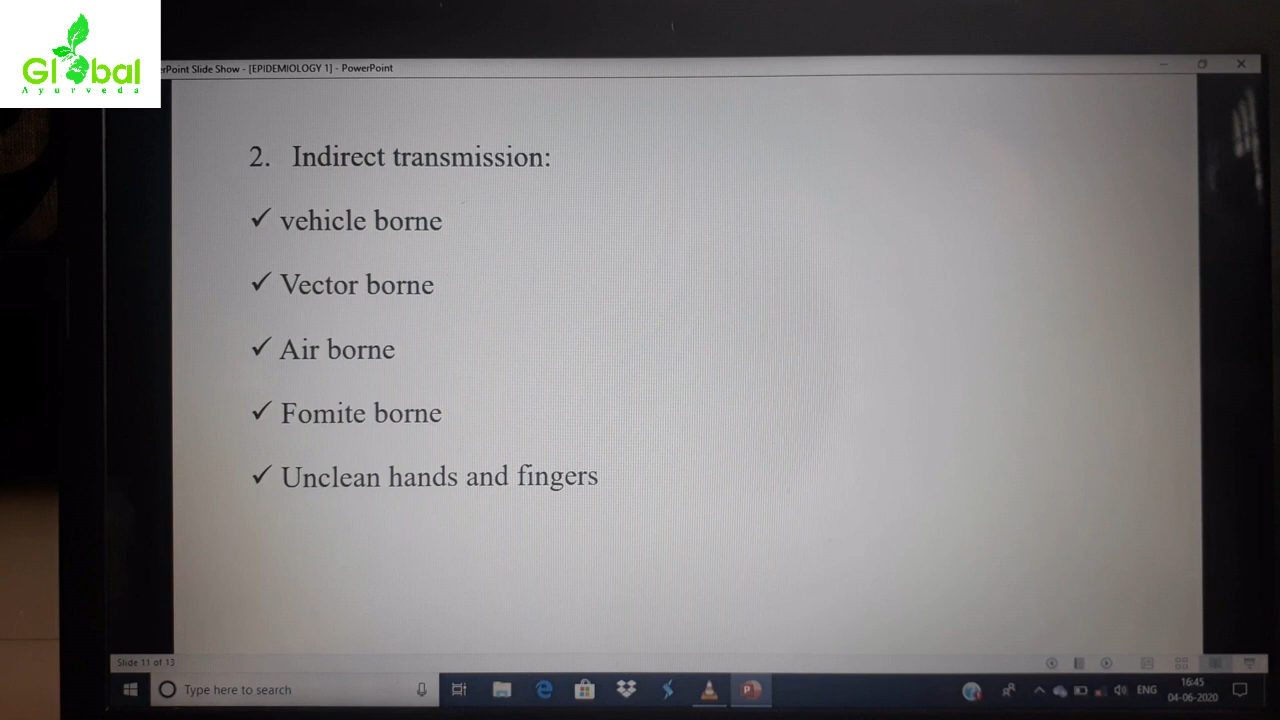 Global
Ayurveda
rPoint Slide Show - [EPIDEMIOLOGY 1] - PowerPoint
2. Indirect transmission:
✓ vehicle borne
✓ Vector borne
✓ Air borne
✓ Fomite borne
✓ Unclean hands and fingers
Slide 11 of 13
Type here to search
ENG
16:45
04-06-2020